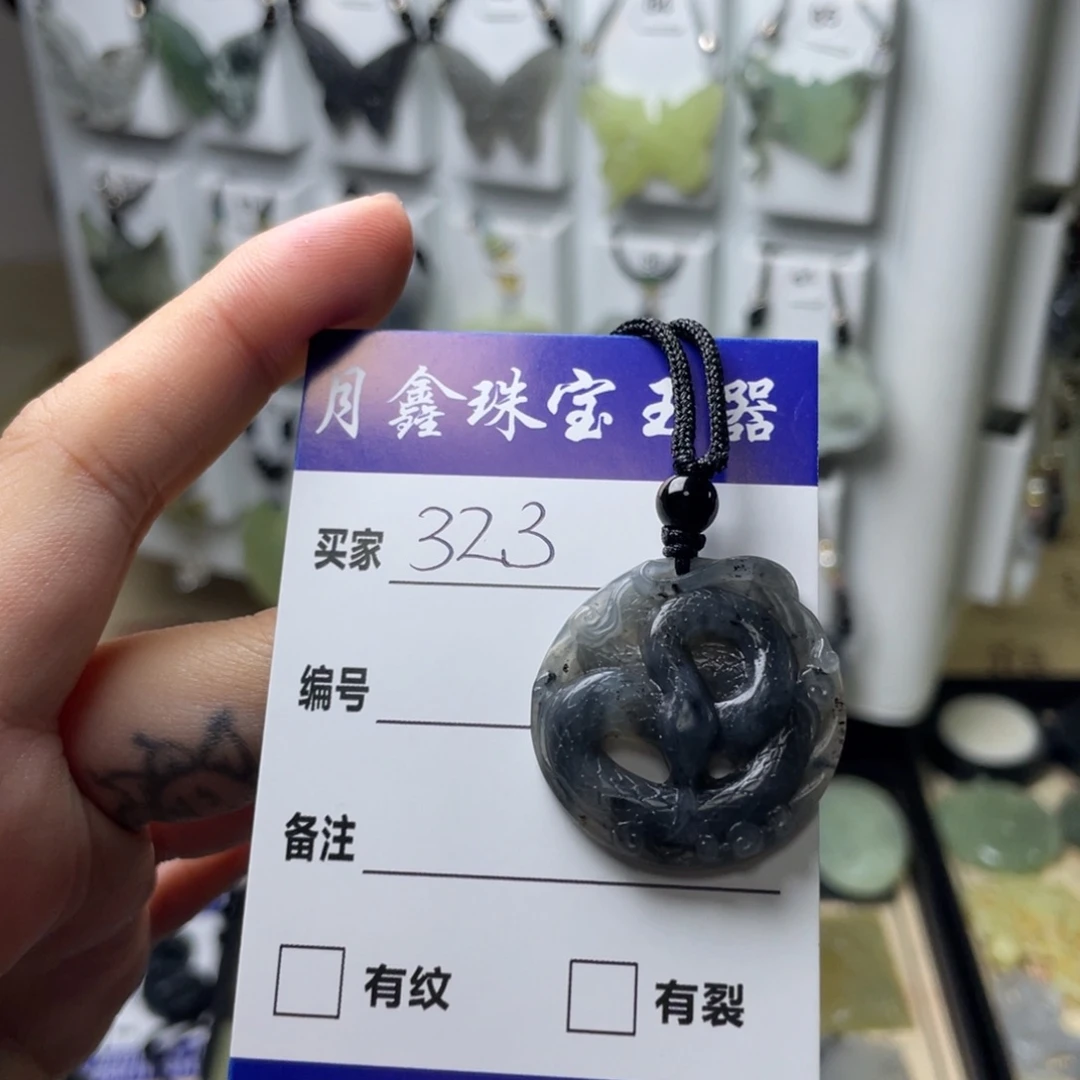 月鑫珠宝玉器
买家 323
编号
备注
有纹 有裂